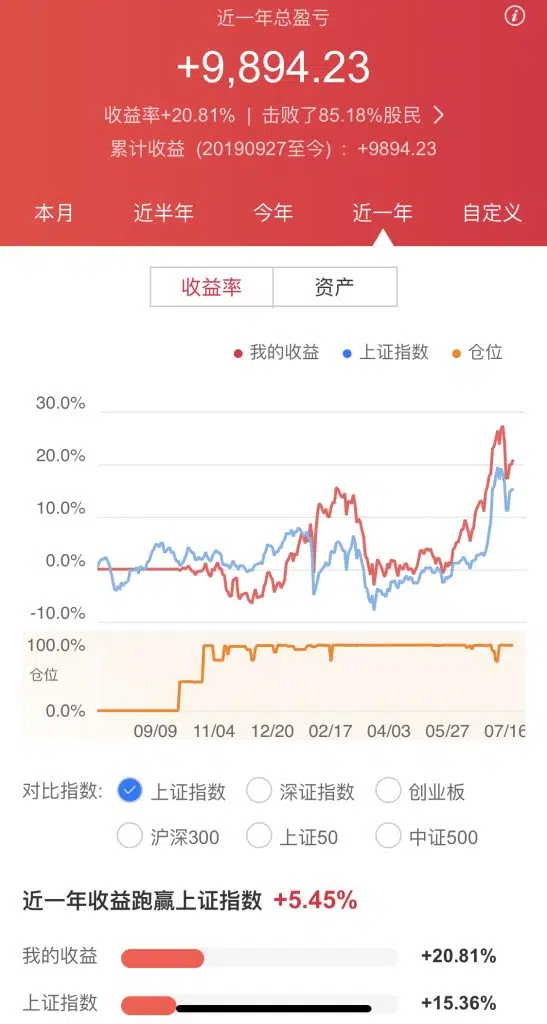 近一年总盈亏
+9,894.23
收益率+20.81% | 击败了85.18%股民
累计收益 (20190927至今) : +9894.23
本月 近半年 今年 近一年 自定义
收益率 资产
我的收益 上证指数 仓位
30.0%
20.0%
10.0%
0.0%
-10.0%
100.0%
仓位
0.0%
09/09 11/04 12/20 02/17 04/03 05/27 07/16
对比指数: 上证指数 深证指数 创业板
沪深300 上证50 中证500
近一年收益跑赢上证指数 +5.45%
我的收益 +20.81%
上证指数 +15.36%